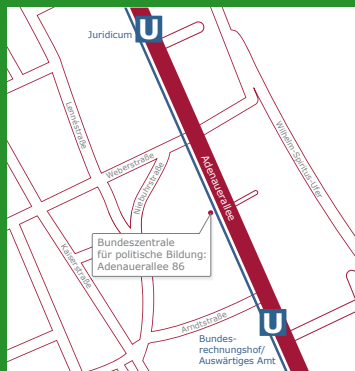 Juridicum
U
Lennéstraße
Weberstraße
Niebuhrstraße
Adenauerallee
Wilhelm-Spiritus-Ufer
Kaiserstraße
Bundeszentrale
für politische Bildung:
Adenauerallee 86
Arndtstraße
U
Bundes-
rechnungshof/
Auswärtiges Amt